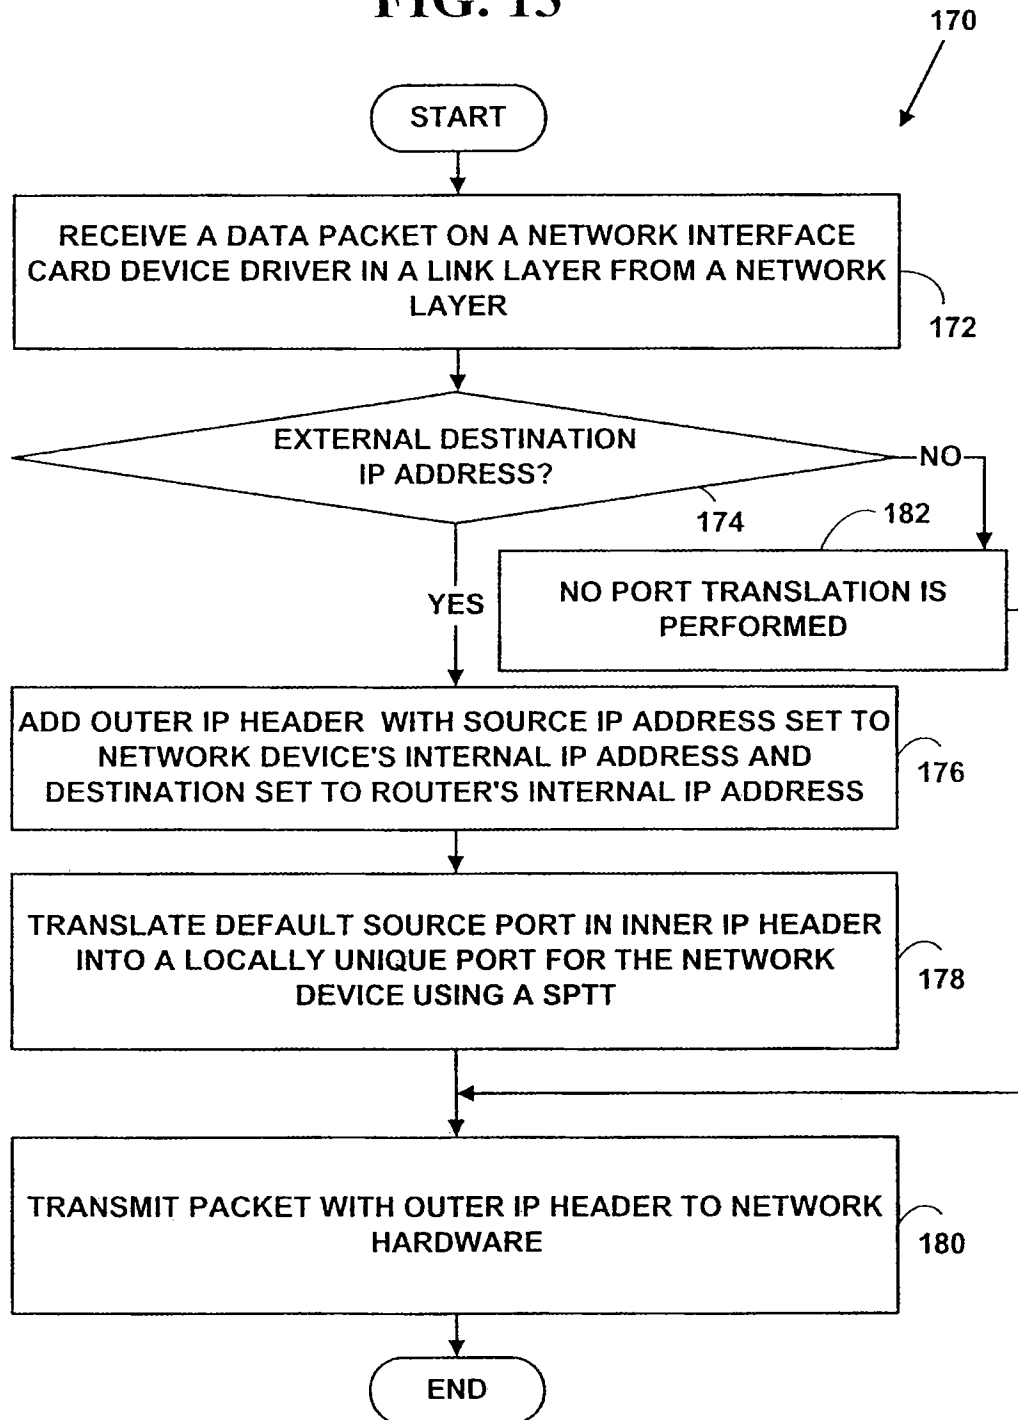 170
START
RECEIVE A DATA PACKET ON A NETWORK INTERFACE
CARD DEVICE DRIVER IN A LINK LAYER FROM A NETWORK
LAYER
172
EXTERNAL DESTINATION
IP ADDRESS?
NO
174
182
YES
NO PORT TRANSLATION IS
PERFORMED
ADD OUTER IP HEADER WITH SOURCE IP ADDRESS SET TO
NETWORK DEVICE'S INTERNAL IP ADDRESS AND
DESTINATION SET TO ROUTER'S INTERNAL IP ADDRESS
176
TRANSLATE DEFAULT SOURCE PORT IN INNER IP HEADER
INTO A LOCALLY UNIQUE PORT FOR THE NETWORK
DEVICE USING A SPTT
178
TRANSMIT PACKET WITH OUTER IP HEADER TO NETWORK
HARDWARE
180
END